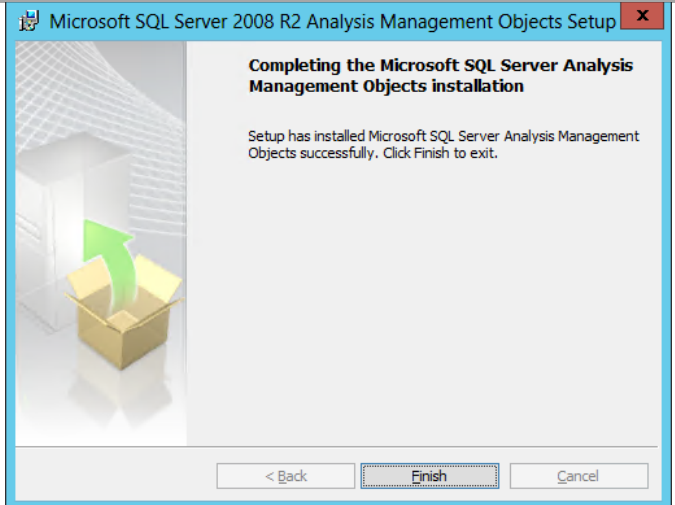 Microsoft SQL Server 2008 R2 Analysis Management Objects Setup
x
Completing the Microsoft SQL Server Analysis
Management Objects installation
Setup has installed Microsoft SQL Server Analysis Management
Objects successfully. Click Finish to exit.
< Back
Finish
Cancel